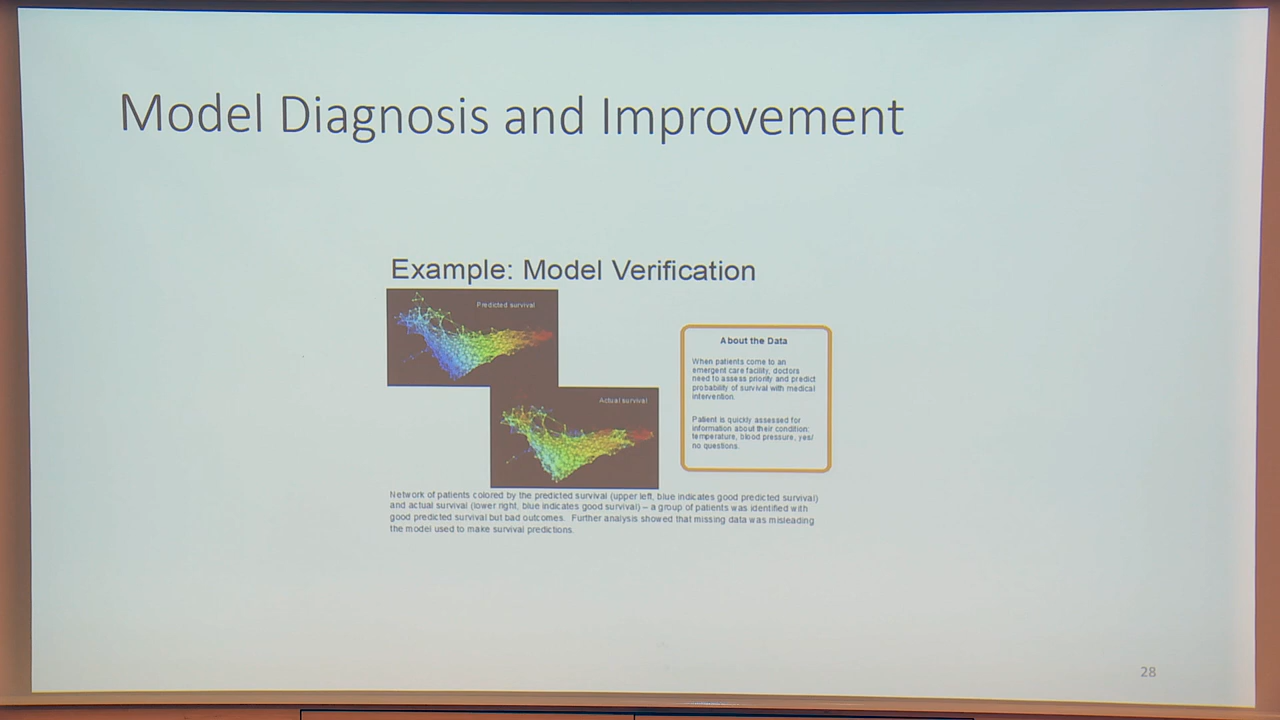 Model Diagnosis and Improvement
Example: Model Verification
Predicted survival
Actual survival
About the Data
When patients come to an
emergent care facility, doctors
need to assess priority and predict
probability of survival with medical
intervention.
Patient is quickly assessed for
information about their condition:
temperature, blood pressure, yes/
no questions.
Network of patients colored by the predicted survival (upper left, blue indicates good predicted survival)
and actual survival (lower right, blue indicates good survival) – a group of patients was identified with
good predicted survival but bad outcomes. Further analysis showed that missing data was misleading
the model used to make survival predictions.
28